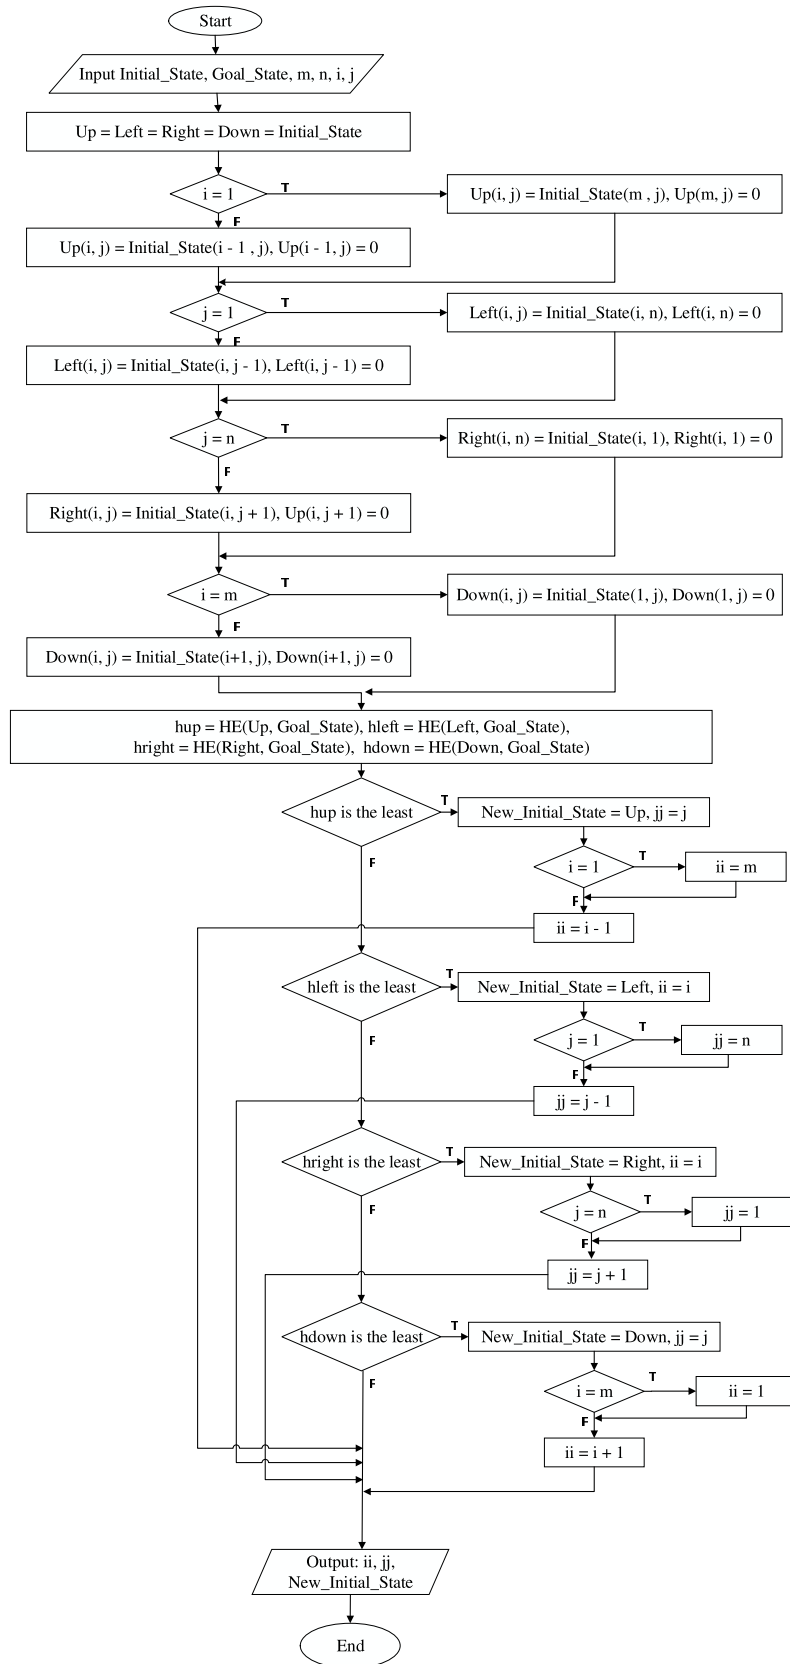 Start
Input Initial_State, Goal_State, m, n, i, j
Up = Left = Right = Down = Initial_State
i = 1
T
Up(i, j) = Initial_State(m , j), Up(m, j) = 0
F
Up(i, j) = Initial_State(i - 1 , j), Up(i - 1, j) = 0
j = 1
T
Left(i, j) = Initial_State(i, n), Left(i, n) = 0
F
Left(i, j) = Initial_State(i, j - 1), Left(i, j - 1) = 0
j = n
T
Right(i, n) = Initial_State(i, 1), Right(i, 1) = 0
F
Right(i, j) = Initial_State(i, j + 1), Up(i, j + 1) = 0
i = m
T
Down(i, j) = Initial_State(1, j), Down(1, j) = 0
F
Down(i, j) = Initial_State(i+1, j), Down(i+1, j) = 0
hup = HE(Up, Goal_State), hleft = HE(Left, Goal_State),
hright = HE(Right, Goal_State), hdown = HE(Down, Goal_State)
hup is the least
T
New_Initial_State = Up, jj = j
F
i = 1
T
ii = m
F
ii = i - 1
hleft is the least
T
New_Initial_State = Left, ii = i
F
j = 1
T
jj = n
F
jj = j - 1
hright is the least
T
New_Initial_State = Right, ii = i
F
j = n
T
jj = 1
F
jj = j + 1
hdown is the least
T
New_Initial_State = Down, jj = j
F
i = m
T
ii = 1
F
ii = i + 1
Output: ii, jj,
New_Initial_State
End